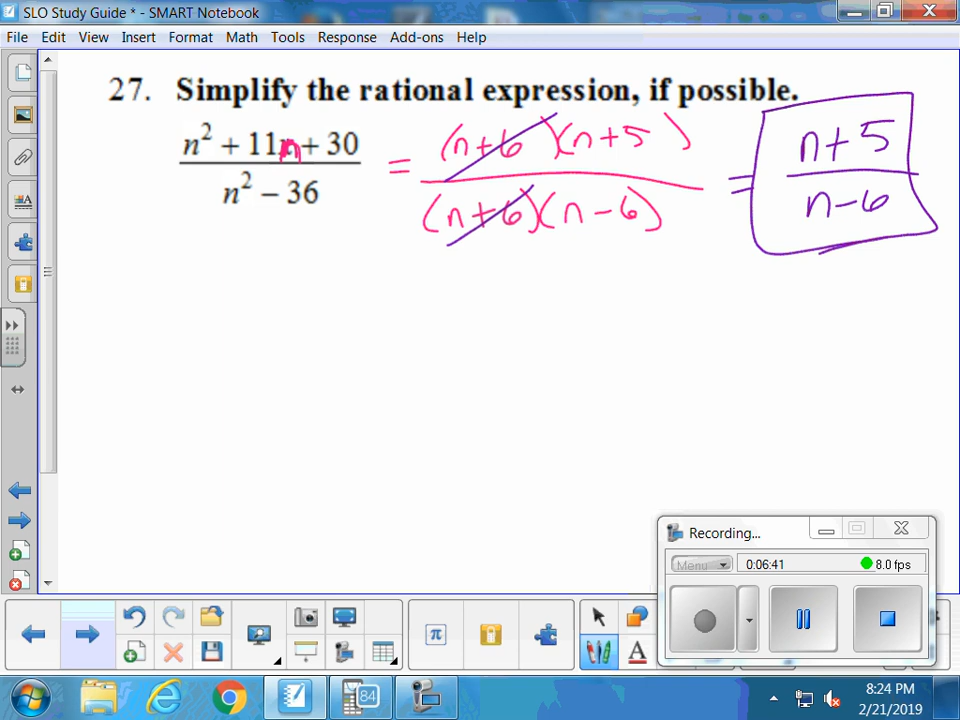 SLO Study Guide * - SMART Notebook
File Edit View Insert Format Math Tools Response Add-ons Help
27. Simplify the rational expression, if possible.
n² + 11n + 30 = (n+6)(n+5) = n+5
n² − 36 (n+6)(n−6) n−6
Recording...
Menu 0:06:41 8.0 fps
π
A
84
8:24 PM
2/21/2019